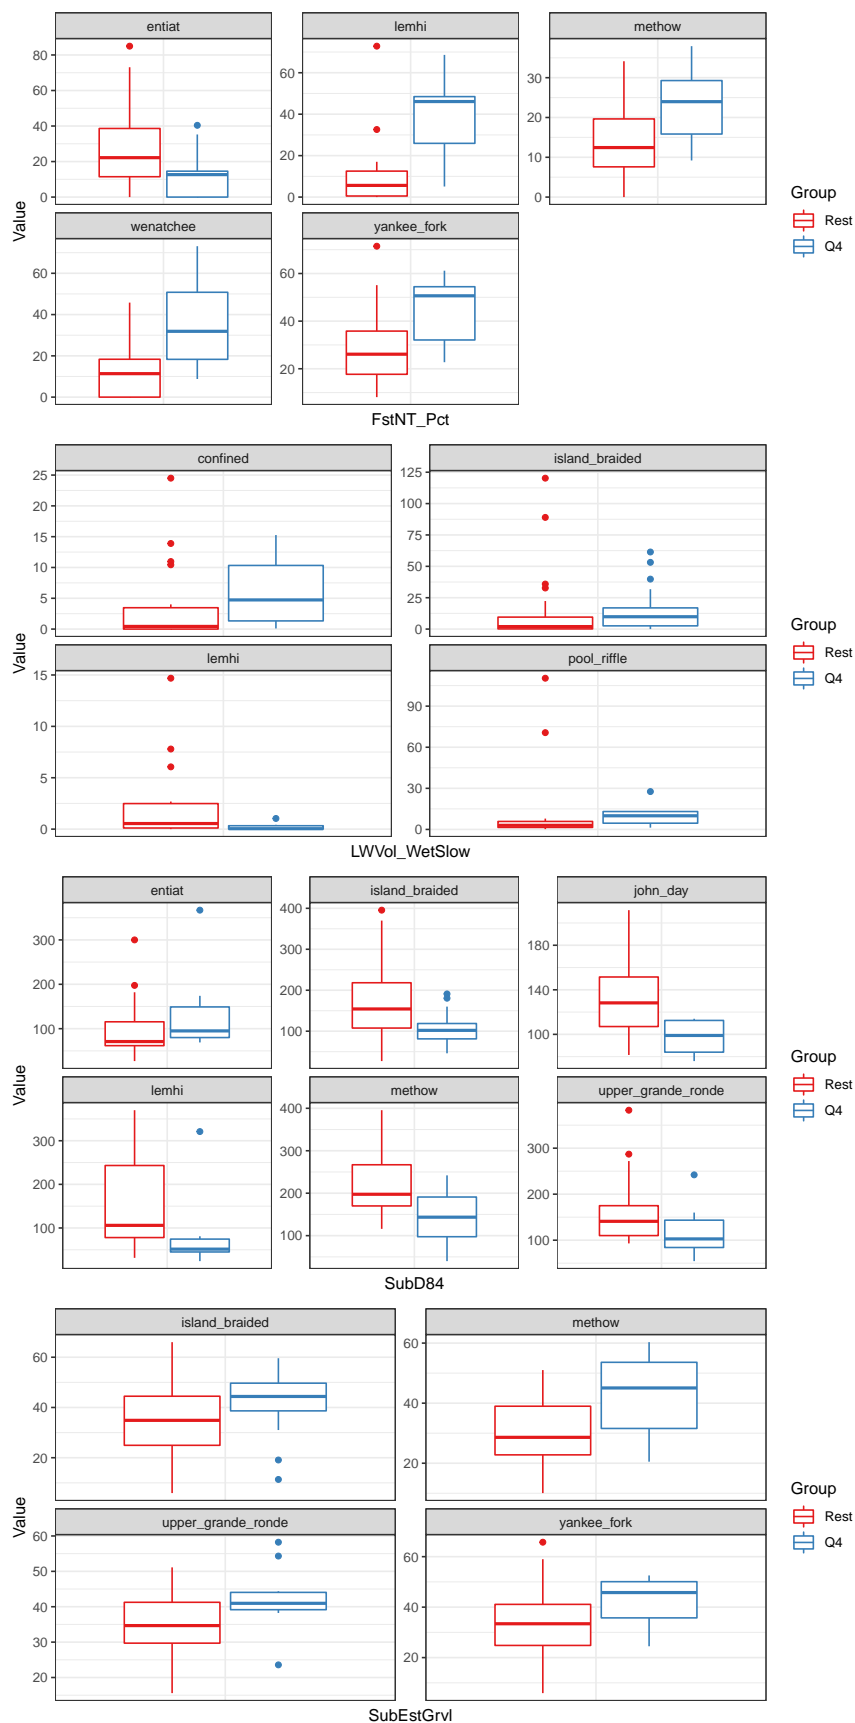 entiat
lemhi
methow
80
60
40
20
0
60
40
20
0
30
20
10
0
wenatchee
yankee_fork
60
40
20
0
60
40
20
Value
FstNT_Pct
Group
Rest
Q4
confined
island_braided
25
20
15
10
5
0
125
100
75
50
25
0
lemhi
pool_riffle
15
10
5
0
90
60
30
0
Value
LWVol_WetSlow
Group
Rest
Q4
entiat
island_braided
john_day
300
200
100
400
300
200
100
180
140
100
lemhi
methow
upper_grande_ronde
300
200
100
400
300
200
100
300
200
100
Value
SubD84
Group
Rest
Q4
island_braided
methow
60
40
20
60
40
20
upper_grande_ronde
yankee_fork
60
50
40
30
20
60
40
20
Value
SubEstGrvl
Group
Rest
Q4